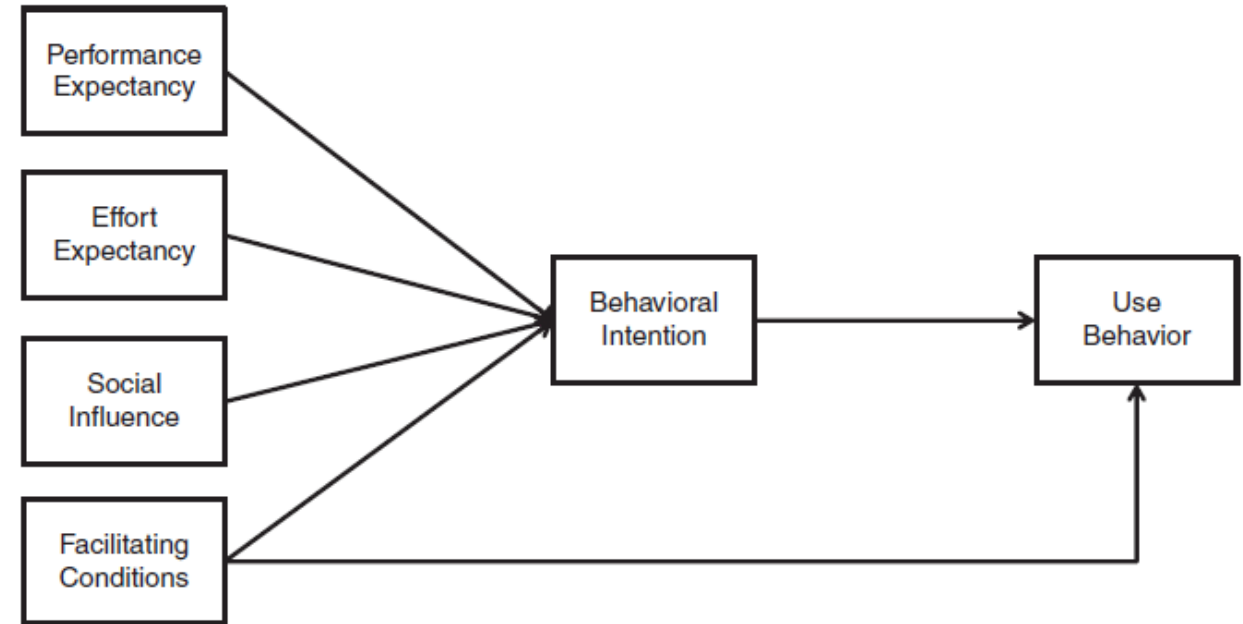 Performance
Expectancy
Effort
Expectancy
Social
Influence
Facilitating
Conditions
Behavioral
Intention
Use
Behavior